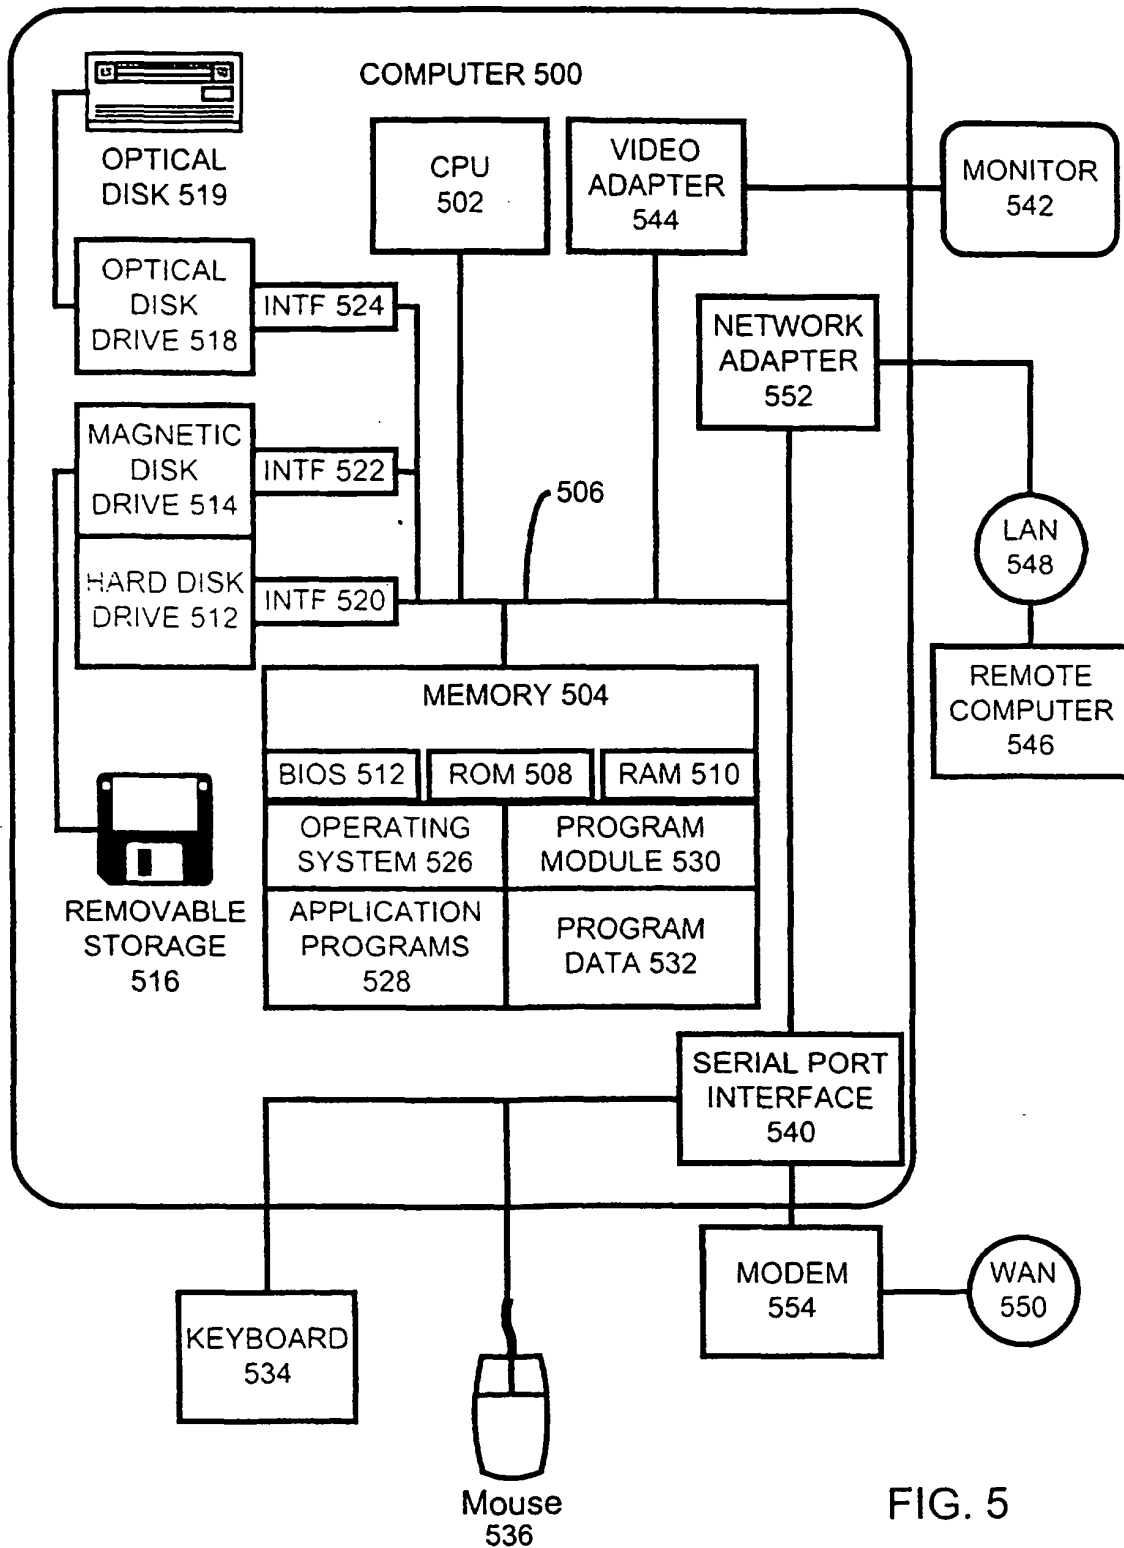 COMPUTER 500
OPTICAL
DISK 519
CPU
502
VIDEO
ADAPTER
544
MONITOR
542
OPTICAL
DISK
DRIVE 518
INTF 524
NETWORK
ADAPTER
552
MAGNETIC
DISK
DRIVE 514
INTF 522
506
LAN
548
HARD DISK
DRIVE 512
INTF 520
REMOTE
COMPUTER
546
MEMORY 504
BIOS 512
ROM 508
RAM 510
OPERATING
SYSTEM 526
PROGRAM
MODULE 530
REMOVABLE
STORAGE
516
APPLICATION
PROGRAMS
528
PROGRAM
DATA 532
SERIAL PORT
INTERFACE
540
MODEM
554
WAN
550
KEYBOARD
534
Mouse
536
FIG. 5